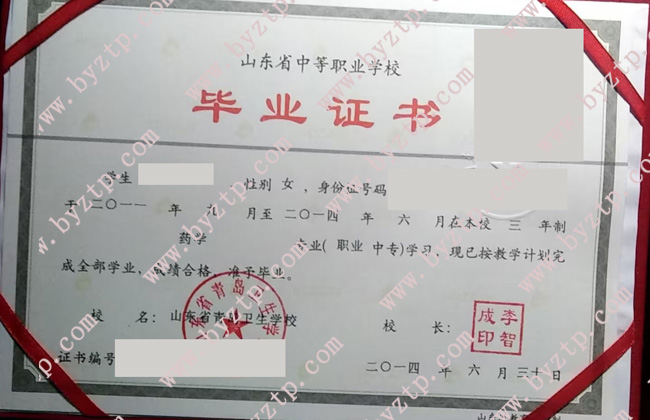 山东省中等职业学校
毕业证书
学生 性别 女，身份证号码
于 二〇一一 年 九 月至 二〇一四 年 六 月在本校 三 年制
药学 专业( 职业 中专)学习，现已按教学计划完
成全部学业，成绩合格，准予毕业。
校 名：山东省青岛卫生学校
校 长：
李智成印
证书编号
二〇一四 年 六 月 三十 日
www.byztp.com